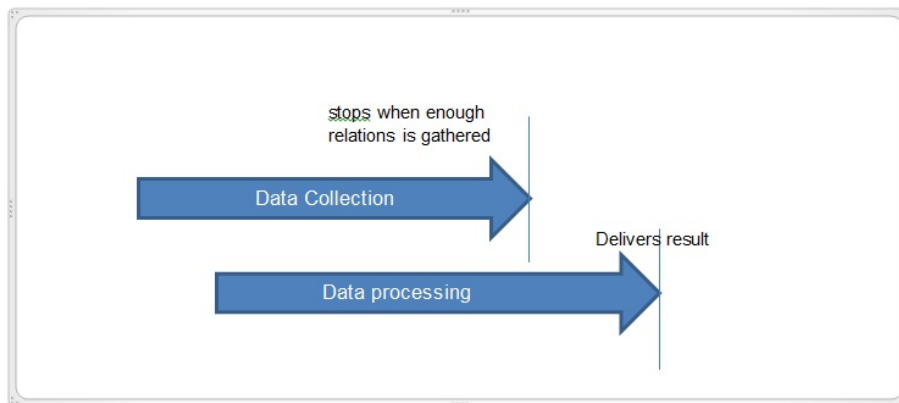 stops when enough
relations is gathered
Data Collection
Delivers result
Data processing